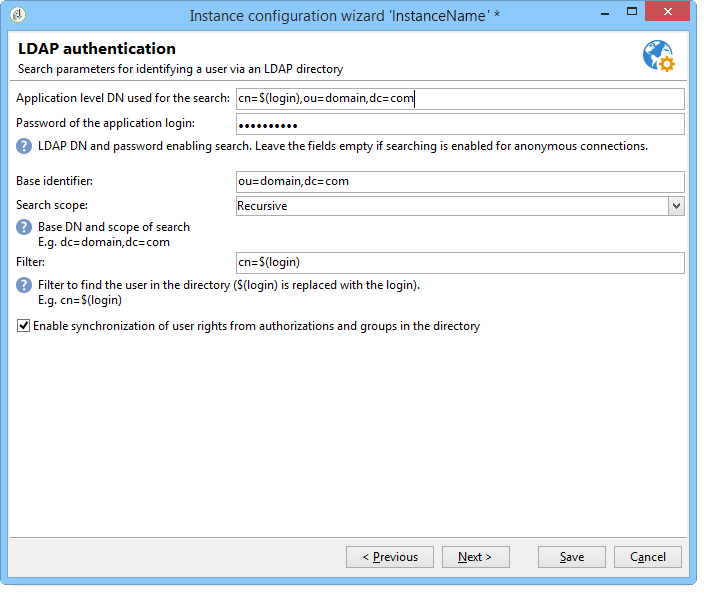 Instance configuration wizard 'InstanceName' *
LDAP authentication
Search parameters for identifying a user via an LDAP directory
Application level DN used for the search: cn=$(login),ou=domain,dc=com
Password of the application login: ••••••••••
? LDAP DN and password enabling search. Leave the fields empty if searching is enabled for anonymous connections.
Base identifier: ou=domain,dc=com
Search scope: Recursive
? Base DN and scope of search
E.g. dc=domain,dc=com
Filter: cn=$(login)
? Filter to find the user in the directory ($(login) is replaced with the login).
E.g. cn=$(login)
Enable synchronization of user rights from authorizations and groups in the directory
< Previous Next > Save Cancel